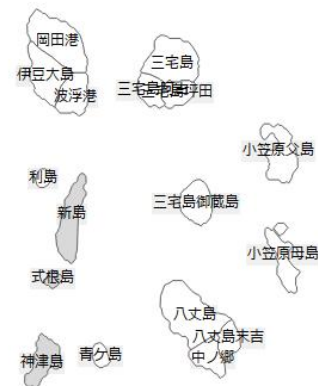 岡田港
伊豆大島
波浮港
三宅島
三宅島坪田
小笠原父島
利島
新島
三宅島御蔵島
小笠原母島
式根島
八丈島
八丈島末吉
中ノ郷
神津島
青ケ島